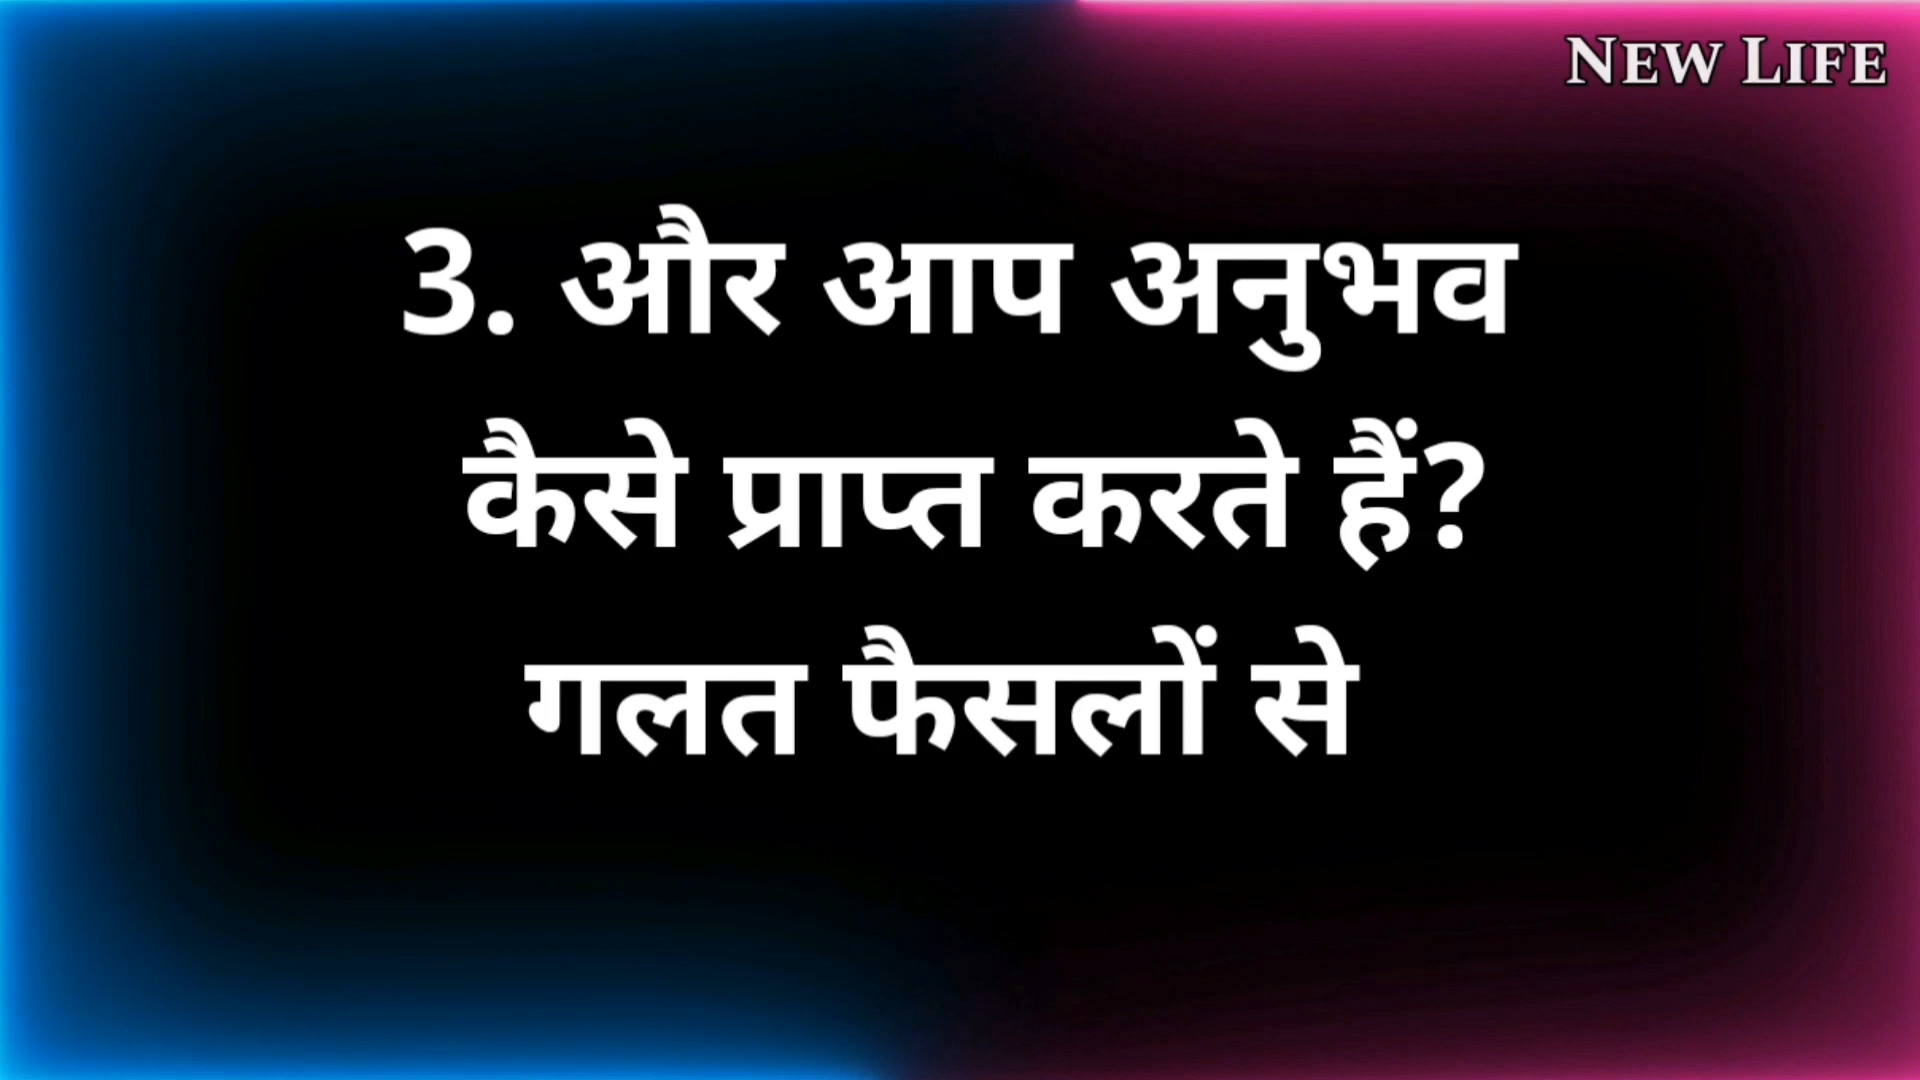 New Life
3. और आप अनुभव
कैसे प्राप्त करते हैं?
गलत फैसलों से